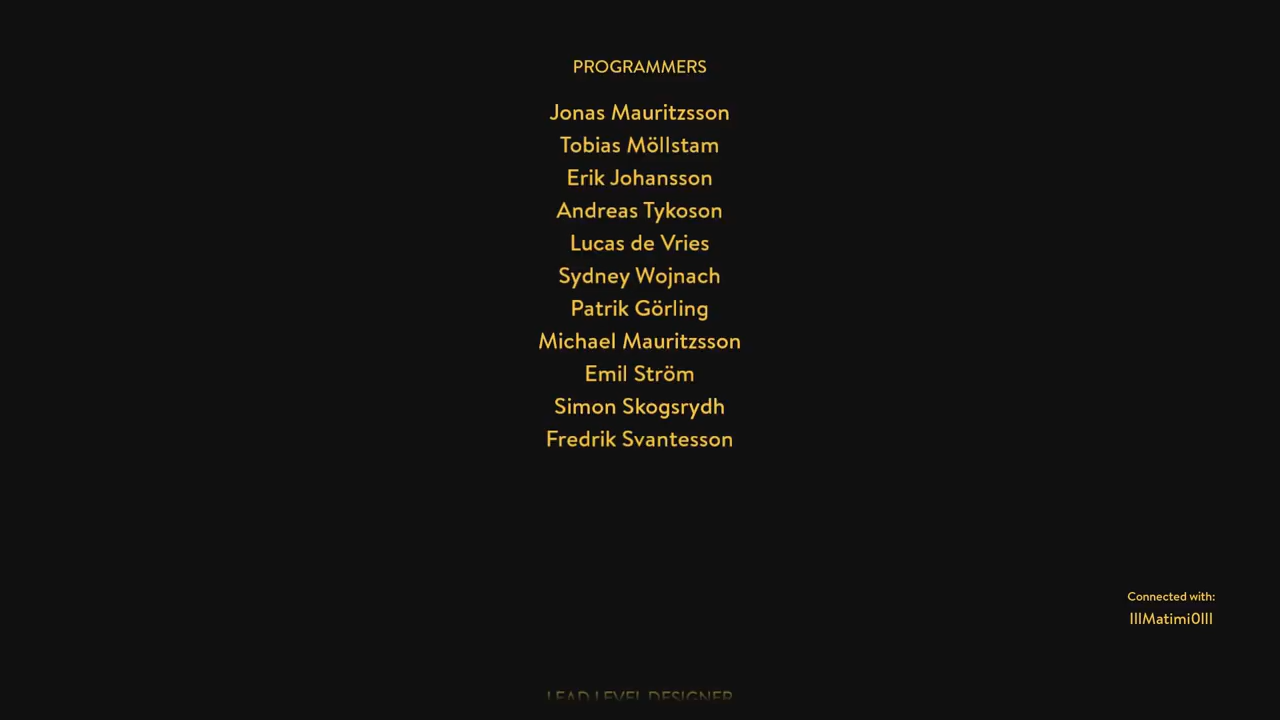 PROGRAMMERS
Jonas Mauritzsson
Tobias Möllstam
Erik Johansson
Andreas Tykoson
Lucas de Vries
Sydney Wojnach
Patrik Görling
Michael Mauritzsson
Emil Ström
Simon Skogsrydh
Fredrik Svantesson
Connected with:
IIIMatimi0III
LEAD LEVEL DESIGNER